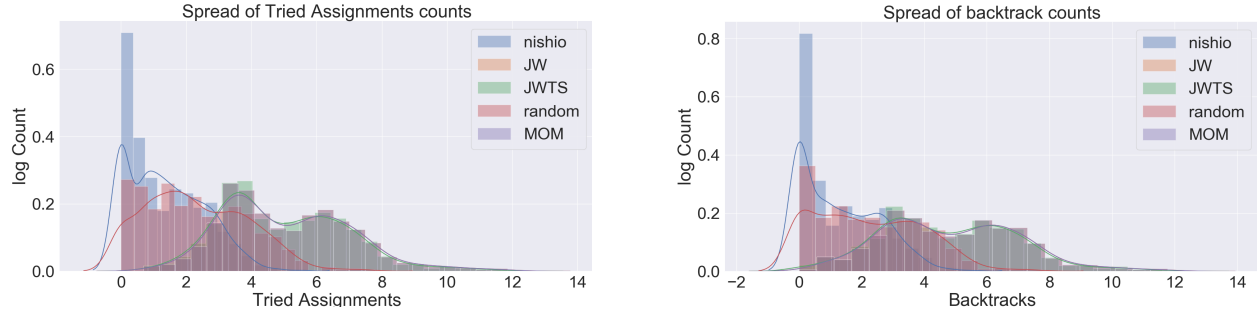 Spread of Tried Assignments counts
log Count
0.6
0.4
0.2
0.0
nishio
JW
JWTS
random
MOM
0 2 4 6 8 10 12 14
Tried Assignments
Spread of backtrack counts
log Count
0.8
0.6
0.4
0.2
0.0
nishio
JW
JWTS
random
MOM
−2 0 2 4 6 8 10 12 14
Backtracks